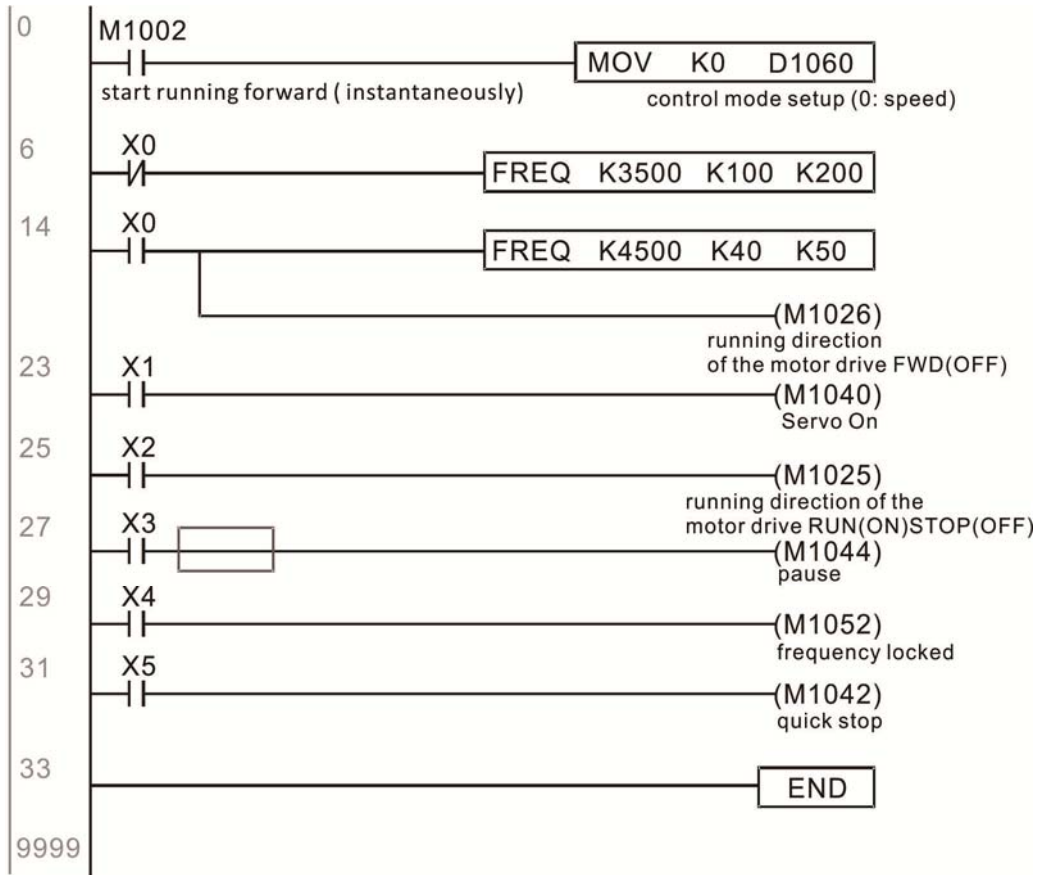 0
M1002
MOV K0 D1060
start running forward ( instantaneously)
control mode setup (0: speed)
6
X0
FREQ K3500 K100 K200
14
X0
FREQ K4500 K40 K50
(M1026)
running direction
of the motor drive FWD(OFF)
23
X1
(M1040)
Servo On
25
X2
(M1025)
running direction of the
motor drive RUN(ON)STOP(OFF)
27
X3
(M1044)
pause
29
X4
(M1052)
frequency locked
31
X5
(M1042)
quick stop
33
END
9999